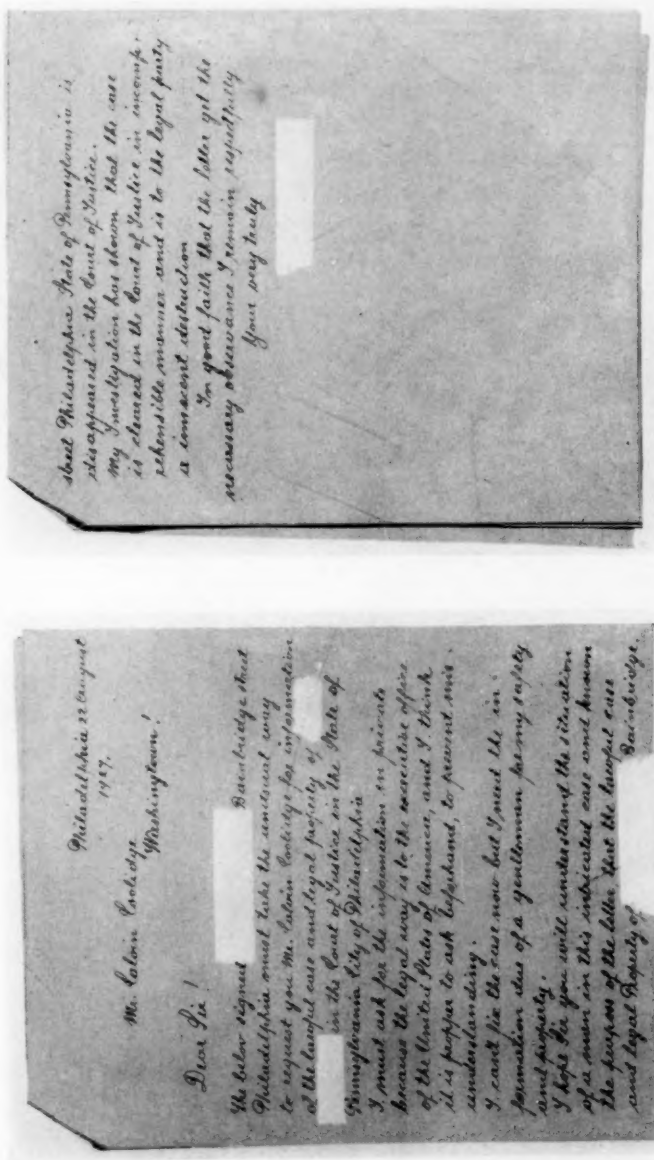 Philadelphia 22 August
1927.
Mr. Calvin Coolidge
Washingtown!
Dear Sir!
The below signed Bainbridge street
Philadelphia must take the unusual way
to request you Mr. Calvin Coolidge for information
of the lawful case and legal property of
in the Court of Justice in the State of
Pennsylvania City of Philadelphia
I must ask for the information in private
because the legal way is to the executive office
of the United States of America, and I think
it is propper to ask beforehand, to prevent mis-
understanding.
I can't fix the case now but I need the in-
formation due of a gentleman for my safety
and property.
I hope Sir you will understand the situation
of a man in this intricated case and known
the purpose of the letter that the lawful case
and legal Property of Bainbridge.
street Philadelphia State of Pennsylvania is
disappeared in the Court of Justice.
My Investigation has shown that the case
is cleared in the Court of Justice in incomp-
rehensible manner and is to the legal party
a innocent destruction
In good faith that the letter get the
necessary observance I remain respectfully
Your very truly